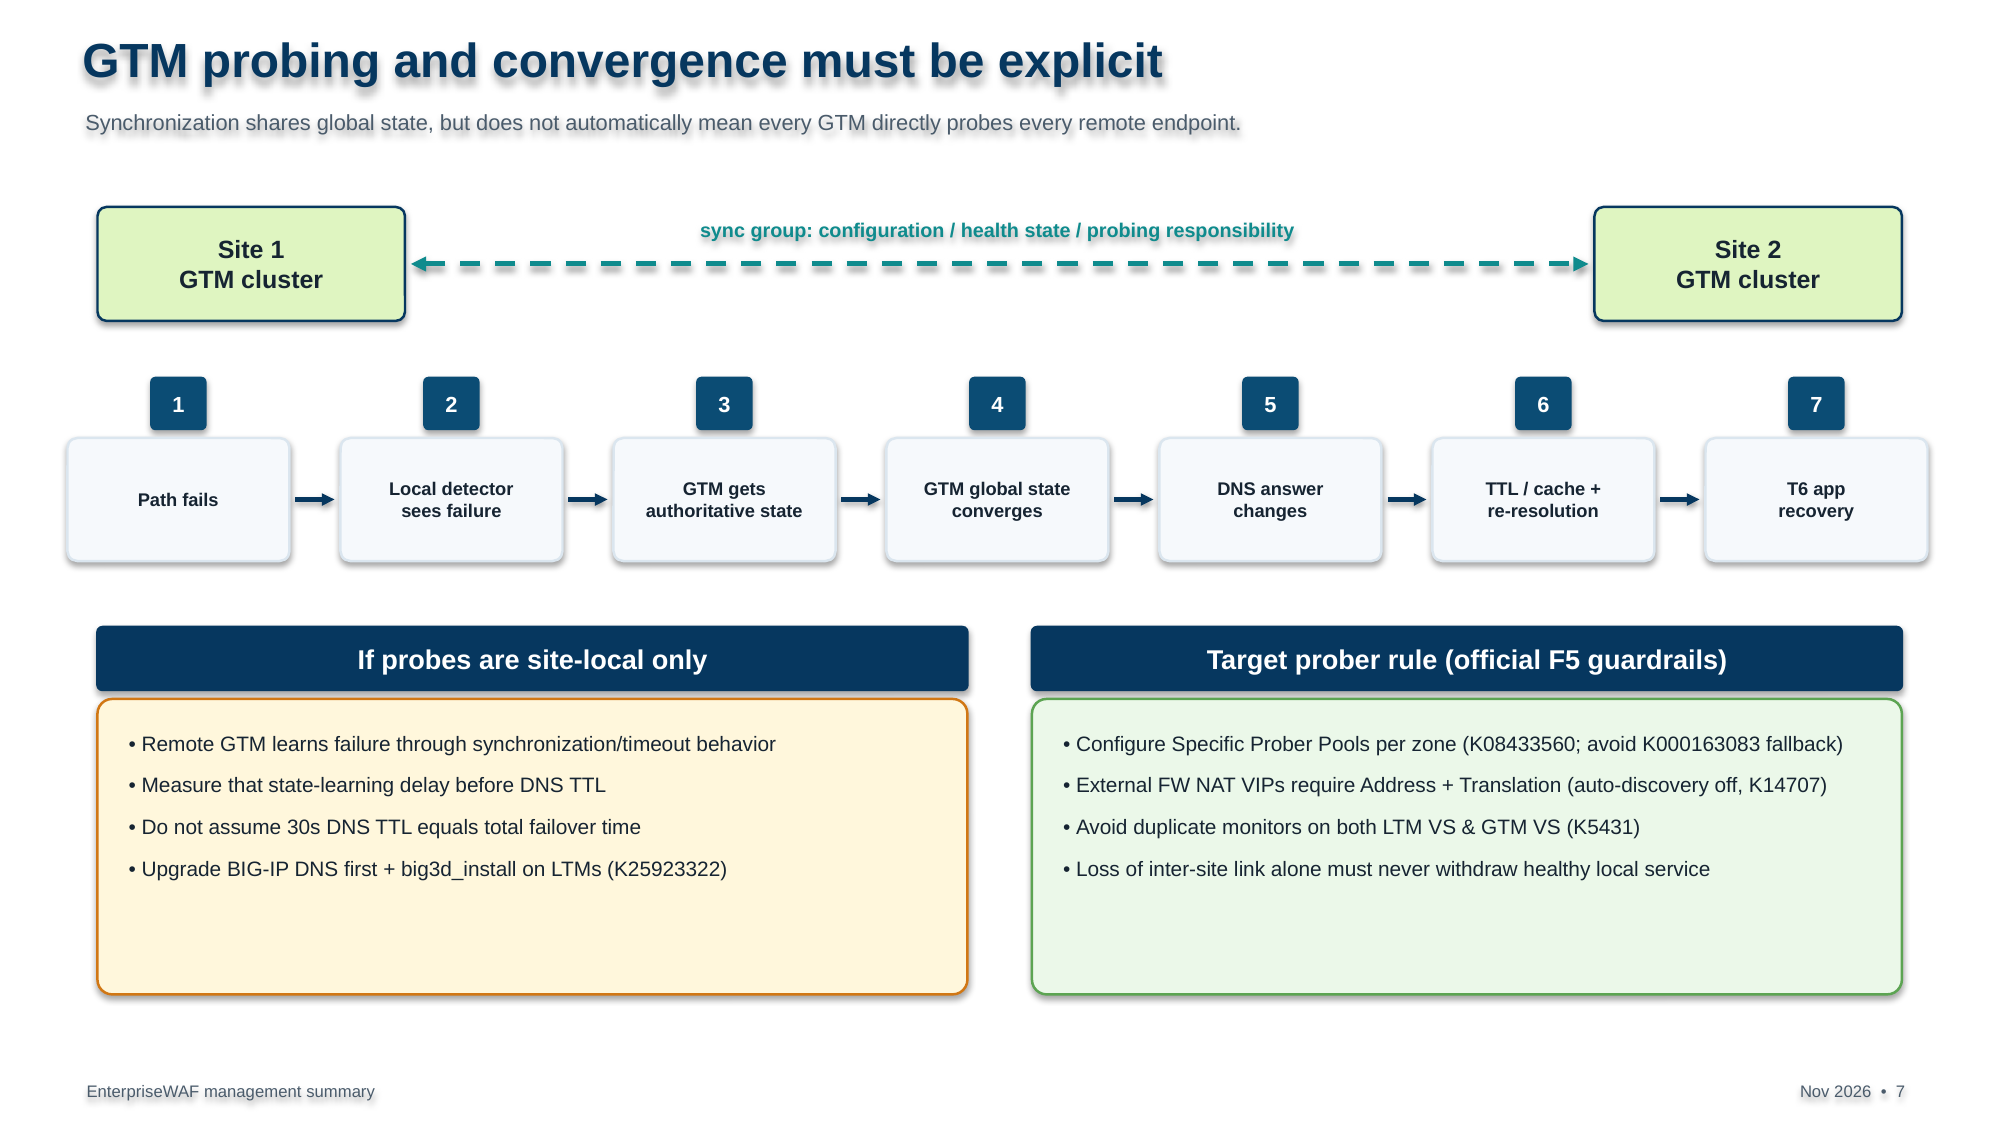 GTM probing and convergence must be explicit
Synchronization shares global state, but does not automatically mean every GTM directly probes every remote endpoint.
Site 1
GTM cluster
sync group: configuration / health state / probing responsibility
Site 2
GTM cluster
1
Path fails
2
Local detector
sees failure
3
GTM gets
authoritative state
4
GTM global state
converges
5
DNS answer
changes
6
TTL / cache +
re-resolution
7
T6 app
recovery
If probes are site-local only
• Remote GTM learns failure through synchronization/timeout behavior
• Measure that state-learning delay before DNS TTL
• Do not assume 30s DNS TTL equals total failover time
• Upgrade BIG-IP DNS first + big3d_install on LTMs (K25923322)
Target prober rule (official F5 guardrails)
• Configure Specific Prober Pools per zone (K08433560; avoid K000163083 fallback)
• External FW NAT VIPs require Address + Translation (auto-discovery off, K14707)
• Avoid duplicate monitors on both LTM VS & GTM VS (K5431)
• Loss of inter-site link alone must never withdraw healthy local service
EnterpriseWAF management summary
Nov 2026 • 7